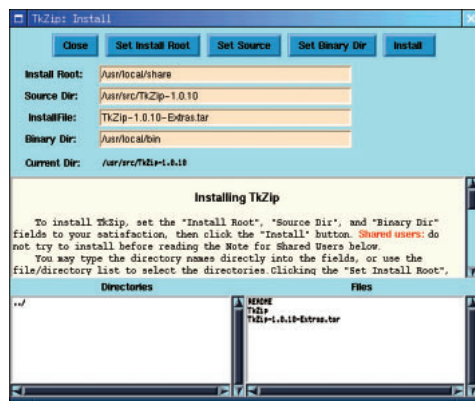 TkZip: Install
Close Set Install Root Set Source Set Binary Dir Install
Install Root: /usr/local/share
Source Dir: /usr/src/TkZip-1.0.10
InstallFile: TkZip-1.0.10-Extras.tar
Binary Dir: /usr/local/bin
Current Dir: /usr/src/TkZip-1.0.10
Installing TkZip
To install TkZip, set the "Install Root", "Source Dir", and "Binary Dir"
fields to your satisfaction, then click the "Install" button. Shared users: do
not try to install before reading the Note for Shared Users below.
You may type the directory names directly into the fields, or use the
file/directory list to select the directories.Clicking the "Set Install Root",
Directories Files
../
README
TkZip
TkZip-1.0.10-Extras.tar